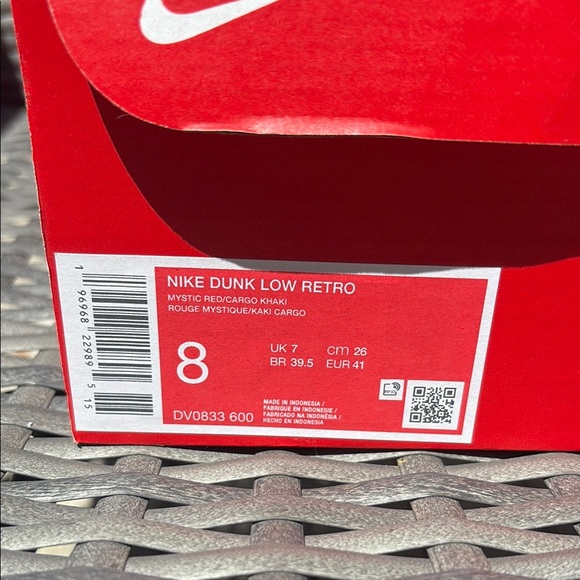 NIKE DUNK LOW RETRO
MYSTIC RED/CARGO KHAKI
ROUGE MYSTIQUE/KAKI CARGO
8
UK 7 cm 26
BR 39.5 EUR 41
DV0833 600
MADE IN INDONESIA /
FABRIQUE EN INDONESIE /
FABRICADO NA INDONÉSIA /
HECHO EN INDONESIA
1 96968 22989 5 15